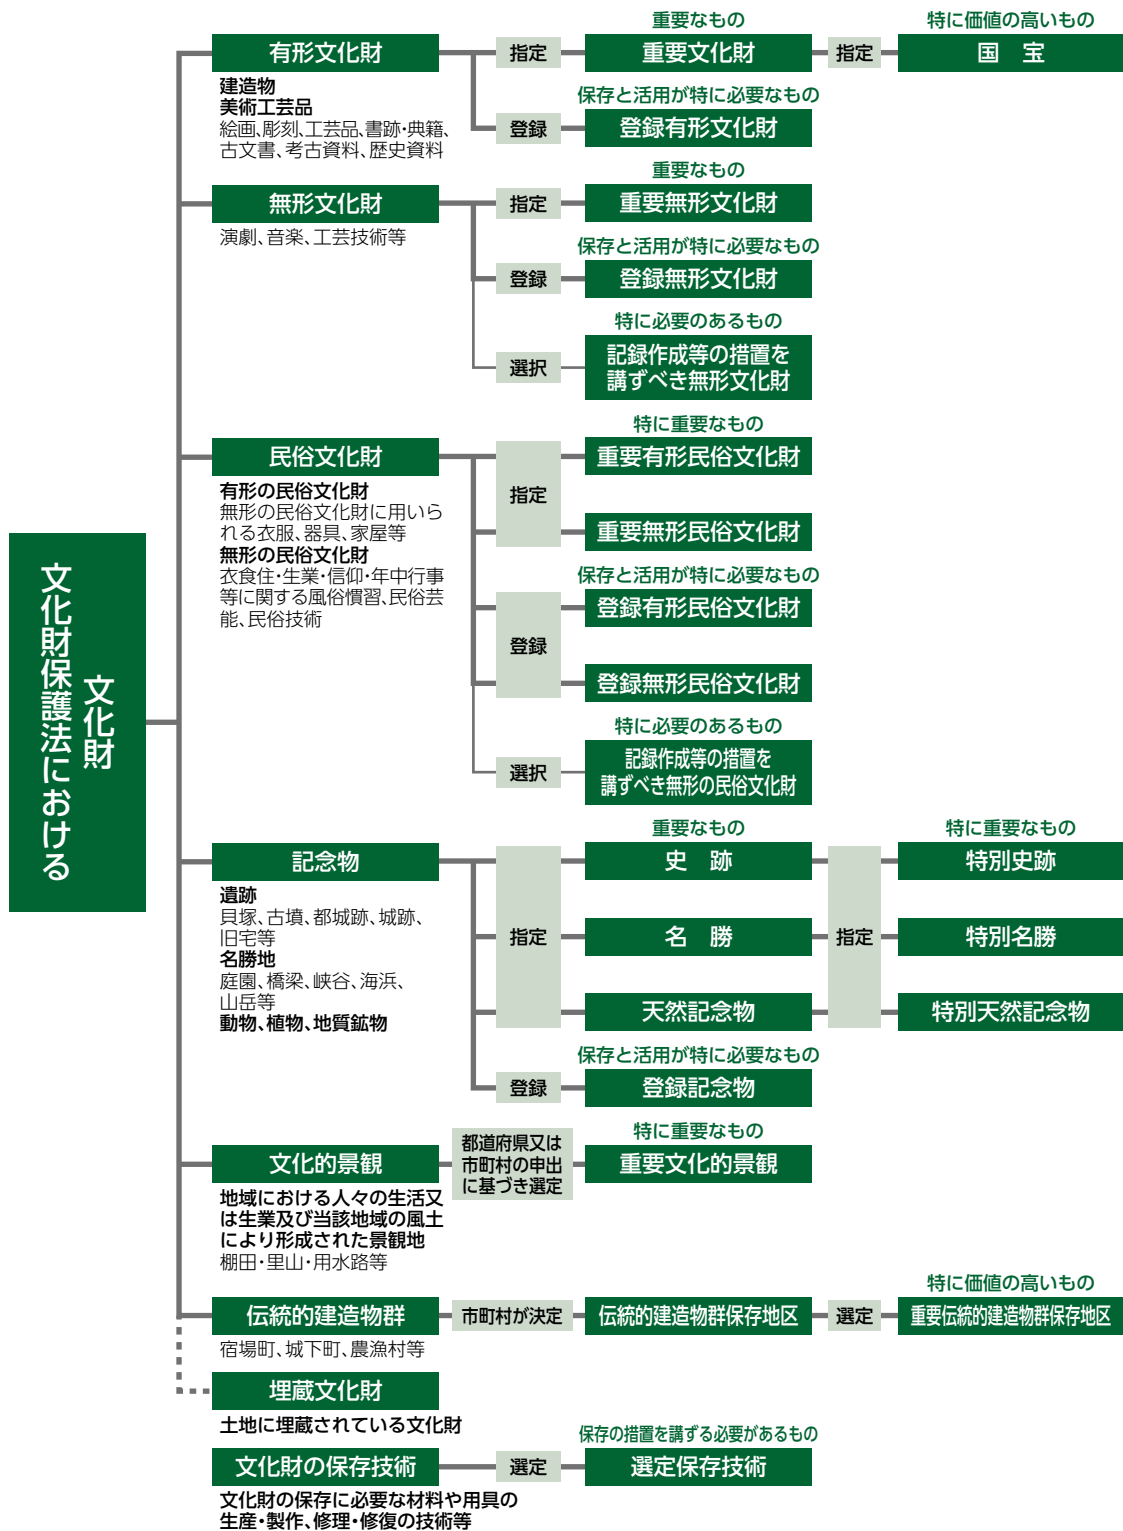 文化財保護法における
文化財
有形文化財
建造物
美術工芸品
絵画、彫刻、工芸品、書跡・典籍、
古文書、考古資料、歴史資料
指定
重要なもの
重要文化財
指定
特に価値の高いもの
国　宝
登録
保存と活用が特に必要なもの
登録有形文化財
無形文化財
演劇、音楽、工芸技術等
指定
重要なもの
重要無形文化財
登録
保存と活用が特に必要なもの
登録無形文化財
選択
特に必要のあるもの
記録作成等の措置を
講ずべき無形文化財
民俗文化財
有形の民俗文化財
無形の民俗文化財に用いら
れる衣服、器具、家屋等
無形の民俗文化財
衣食住・生業・信仰・年中行事
等に関する風俗慣習、民俗芸
能、民俗技術
指定
特に重要なもの
重要有形民俗文化財
重要無形民俗文化財
登録
保存と活用が特に必要なもの
登録有形民俗文化財
登録無形民俗文化財
選択
特に必要のあるもの
記録作成等の措置を
講ずべき無形の民俗文化財
記念物
遺跡
貝塚、古墳、都城跡、城跡、
旧宅等
名勝地
庭園、橋梁、峡谷、海浜、
山岳等
動物、植物、地質鉱物
指定
重要なもの
史　跡
名　勝
天然記念物
指定
特に重要なもの
特別史跡
特別名勝
特別天然記念物
登録
保存と活用が特に必要なもの
登録記念物
文化的景観
地域における人々の生活又
は生業及び当該地域の風土
により形成された景観地
棚田・里山・用水路等
都道府県又は
市町村の申出
に基づき選定
特に重要なもの
重要文化的景観
伝統的建造物群
宿場町、城下町、農漁村等
市町村が決定
伝統的建造物群保存地区
選定
特に価値の高いもの
重要伝統的建造物群保存地区
埋蔵文化財
土地に埋蔵されている文化財
文化財の保存技術
文化財の保存に必要な材料や用具の
生産・製作、修理・修復の技術等
選定
保存の措置を講ずる必要があるもの
選定保存技術